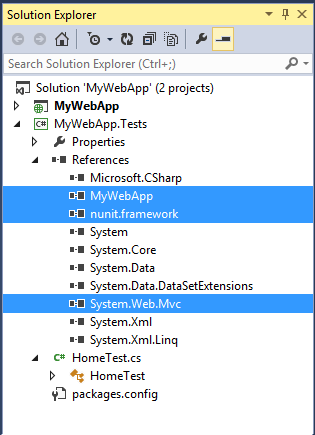 Solution Explorer
Search Solution Explorer (Ctrl+;)
Solution 'MyWebApp' (2 projects)
MyWebApp
C# MyWebApp.Tests
Properties
References
Microsoft.CSharp
MyWebApp
nunit.framework
System
System.Core
System.Data
System.Data.DataSetExtensions
System.Web.Mvc
System.Xml
System.Xml.Linq
C# HomeTest.cs
HomeTest
packages.config